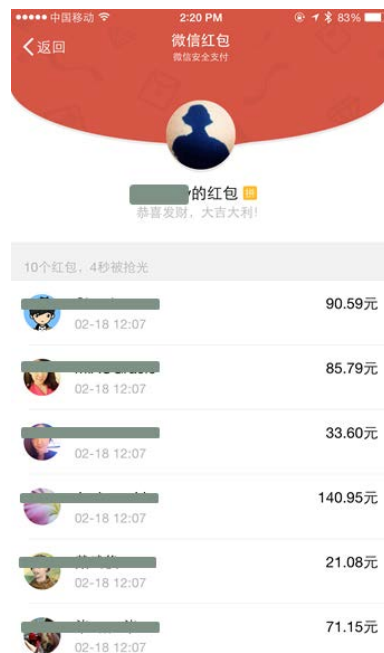 中国移动 2:20 PM 83%
返回 微信红包
微信安全支付
的红包 拼
恭喜发财，大吉大利!
10个红包，4秒被抢光
90.59元
02-18 12:07
85.79元
02-18 12:07
33.60元
02-18 12:07
140.95元
02-18 12:07
21.08元
02-18 12:07
71.15元
02-18 12:07